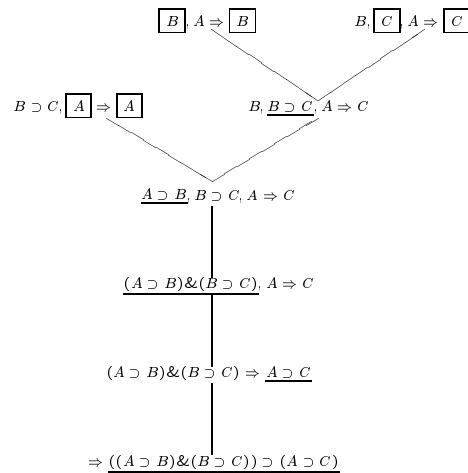 B, A ⇒ B B, C, A ⇒ C
B ⊃ C, A ⇒ A B, B ⊃ C, A ⇒ C
A ⊃ B, B ⊃ C, A ⇒ C
(A ⊃ B)&(B ⊃ C), A ⇒ C
(A ⊃ B)&(B ⊃ C) ⇒ A ⊃ C
⇒ ((A ⊃ B)&(B ⊃ C)) ⊃ (A ⊃ C)